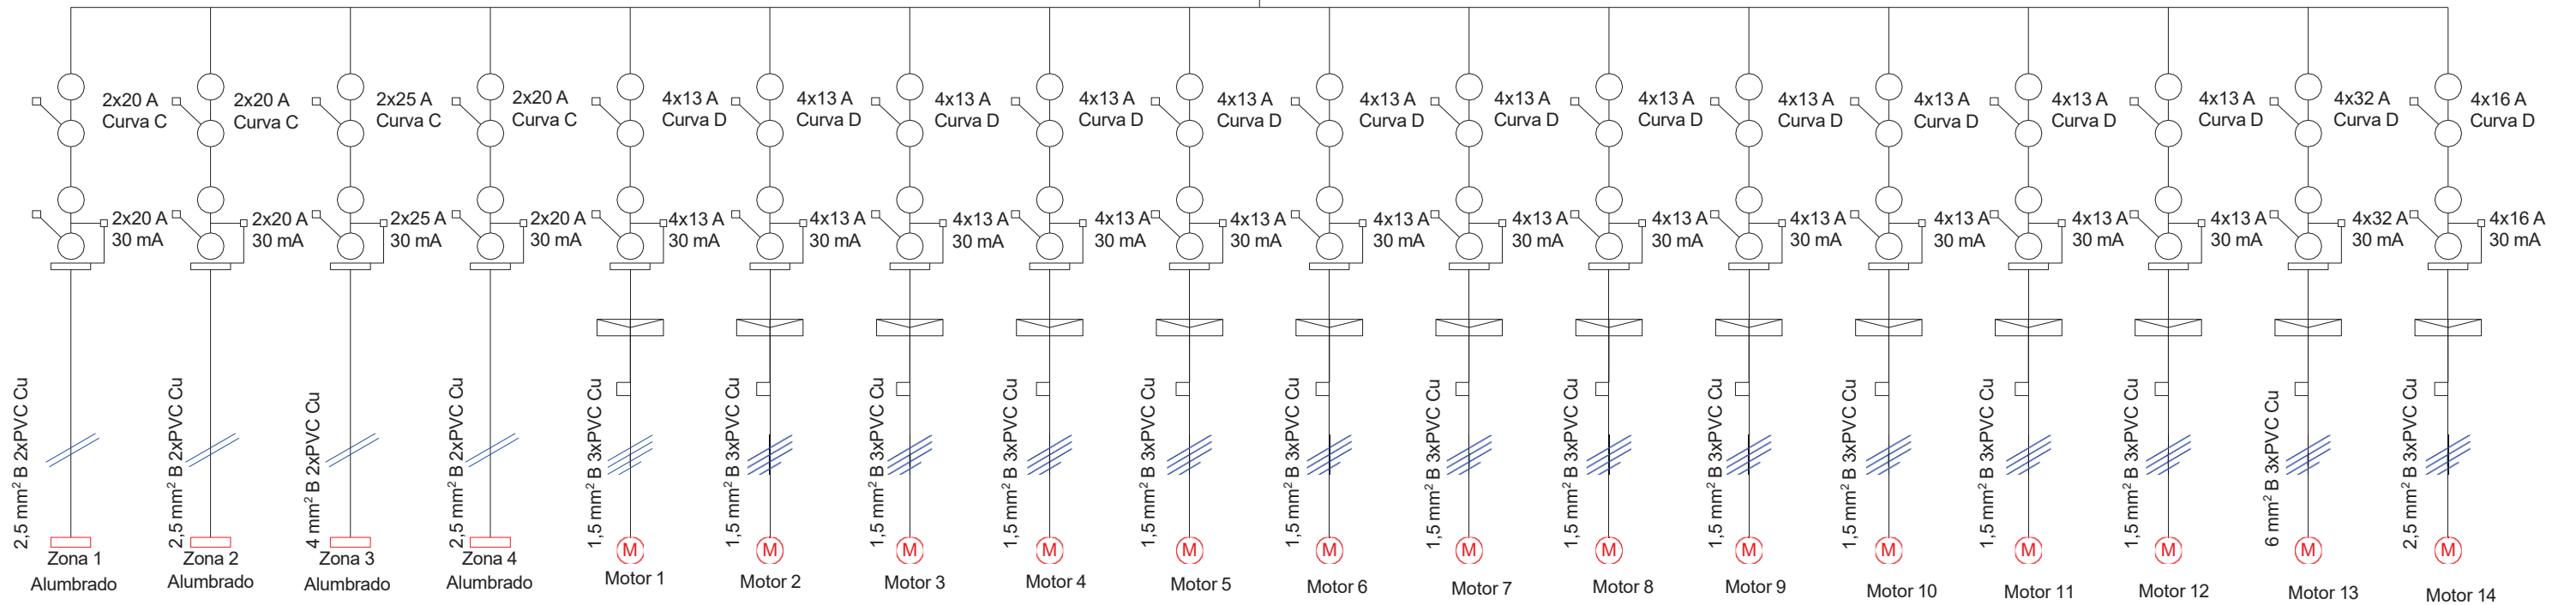 2x20 A
Curva C
2x20 A
Curva C
2x25 A
Curva C
2x20 A
Curva C
4x13 A
Curva D
4x13 A
Curva D
4x13 A
Curva D
4x13 A
Curva D
4x13 A
Curva D
4x13 A
Curva D
4x13 A
Curva D
4x13 A
Curva D
4x13 A
Curva D
4x13 A
Curva D
4x13 A
Curva D
4x13 A
Curva D
4x32 A
Curva D
4x16 A
Curva D
2x20 A
30 mA
2x20 A
30 mA
2x25 A
30 mA
2x20 A
30 mA
4x13 A
30 mA
4x13 A
30 mA
4x13 A
30 mA
4x13 A
30 mA
4x13 A
30 mA
4x13 A
30 mA
4x13 A
30 mA
4x13 A
30 mA
4x13 A
30 mA
4x13 A
30 mA
4x13 A
30 mA
4x13 A
30 mA
4x32 A
30 mA
4x16 A
30 mA
2,5 mm² B 2xPVC Cu
2,5 mm² B 2xPVC Cu
4 mm² B 2xPVC Cu
2,5 mm² B 2xPVC Cu
1,5 mm² B 3xPVC Cu
1,5 mm² B 3xPVC Cu
1,5 mm² B 3xPVC Cu
1,5 mm² B 3xPVC Cu
1,5 mm² B 3xPVC Cu
1,5 mm² B 3xPVC Cu
1,5 mm² B 3xPVC Cu
1,5 mm² B 3xPVC Cu
1,5 mm² B 3xPVC Cu
1,5 mm² B 3xPVC Cu
1,5 mm² B 3xPVC Cu
1,5 mm² B 3xPVC Cu
6 mm² B 3xPVC Cu
2,5 mm² B 3xPVC Cu
M
M
M
M
M
M
M
M
M
M
M
M
M
M
Zona 1
Alumbrado
Zona 2
Alumbrado
Zona 3
Alumbrado
Zona 4
Alumbrado
Motor 1
Motor 2
Motor 3
Motor 4
Motor 5
Motor 6
Motor 7
Motor 8
Motor 9
Motor 10
Motor 11
Motor 12
Motor 13
Motor 14